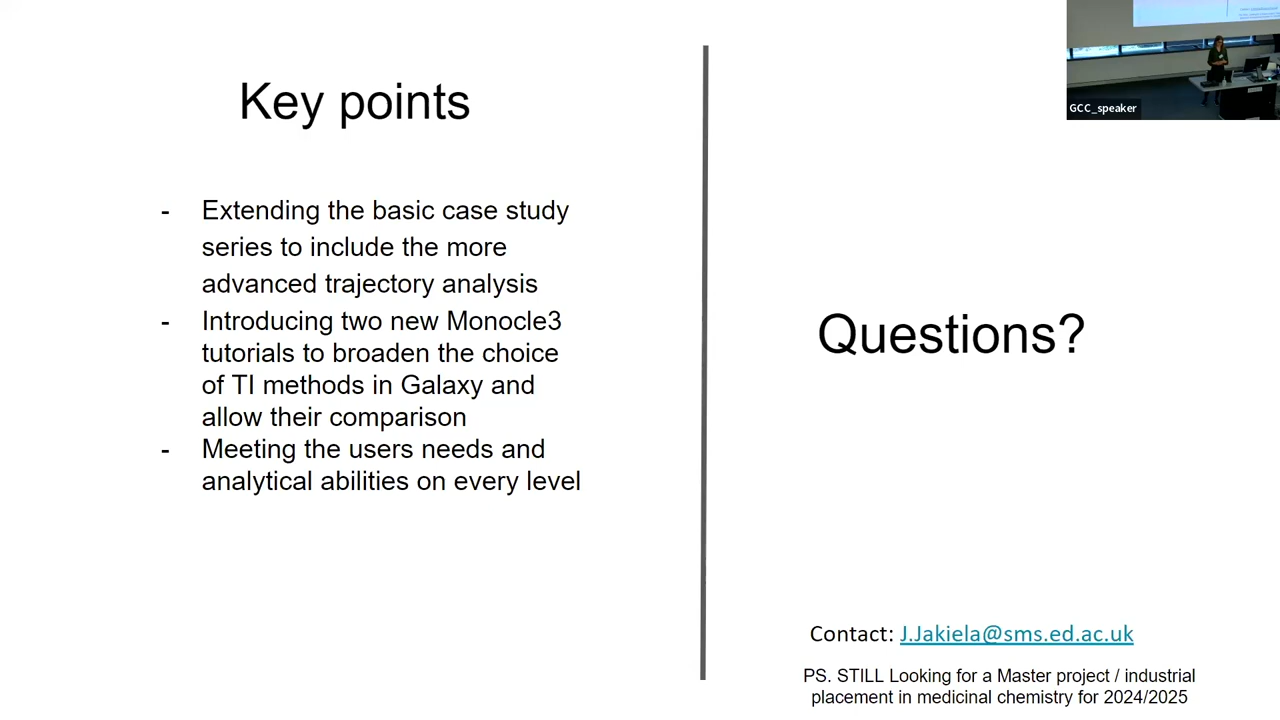 Key points
- Extending the basic case study
series to include the more
advanced trajectory analysis
- Introducing two new Monocle3
tutorials to broaden the choice
of TI methods in Galaxy and
allow their comparison
- Meeting the users needs and
analytical abilities on every level
GCC_speaker
Questions?
Contact: J.Jakiela@sms.ed.ac.uk
PS. STILL Looking for a Master project / industrial
placement in medicinal chemistry for 2024/2025